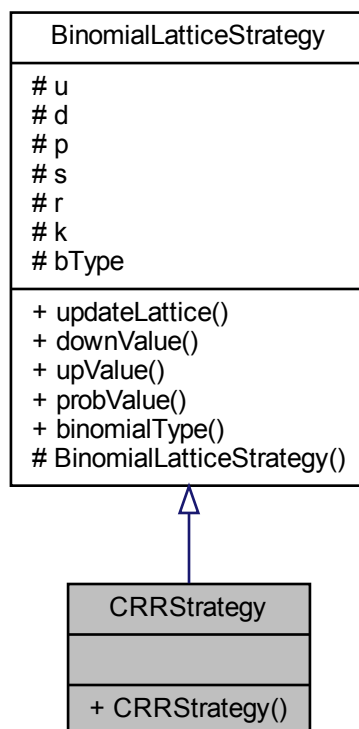 BinomialLatticeStrategy
# u
# d
# p
# s
# r
# k
# bType
+ updateLattice()
+ downValue()
+ upValue()
+ probValue()
+ binomialType()
# BinomialLatticeStrategy()
CRRStrategy
+ CRRStrategy()